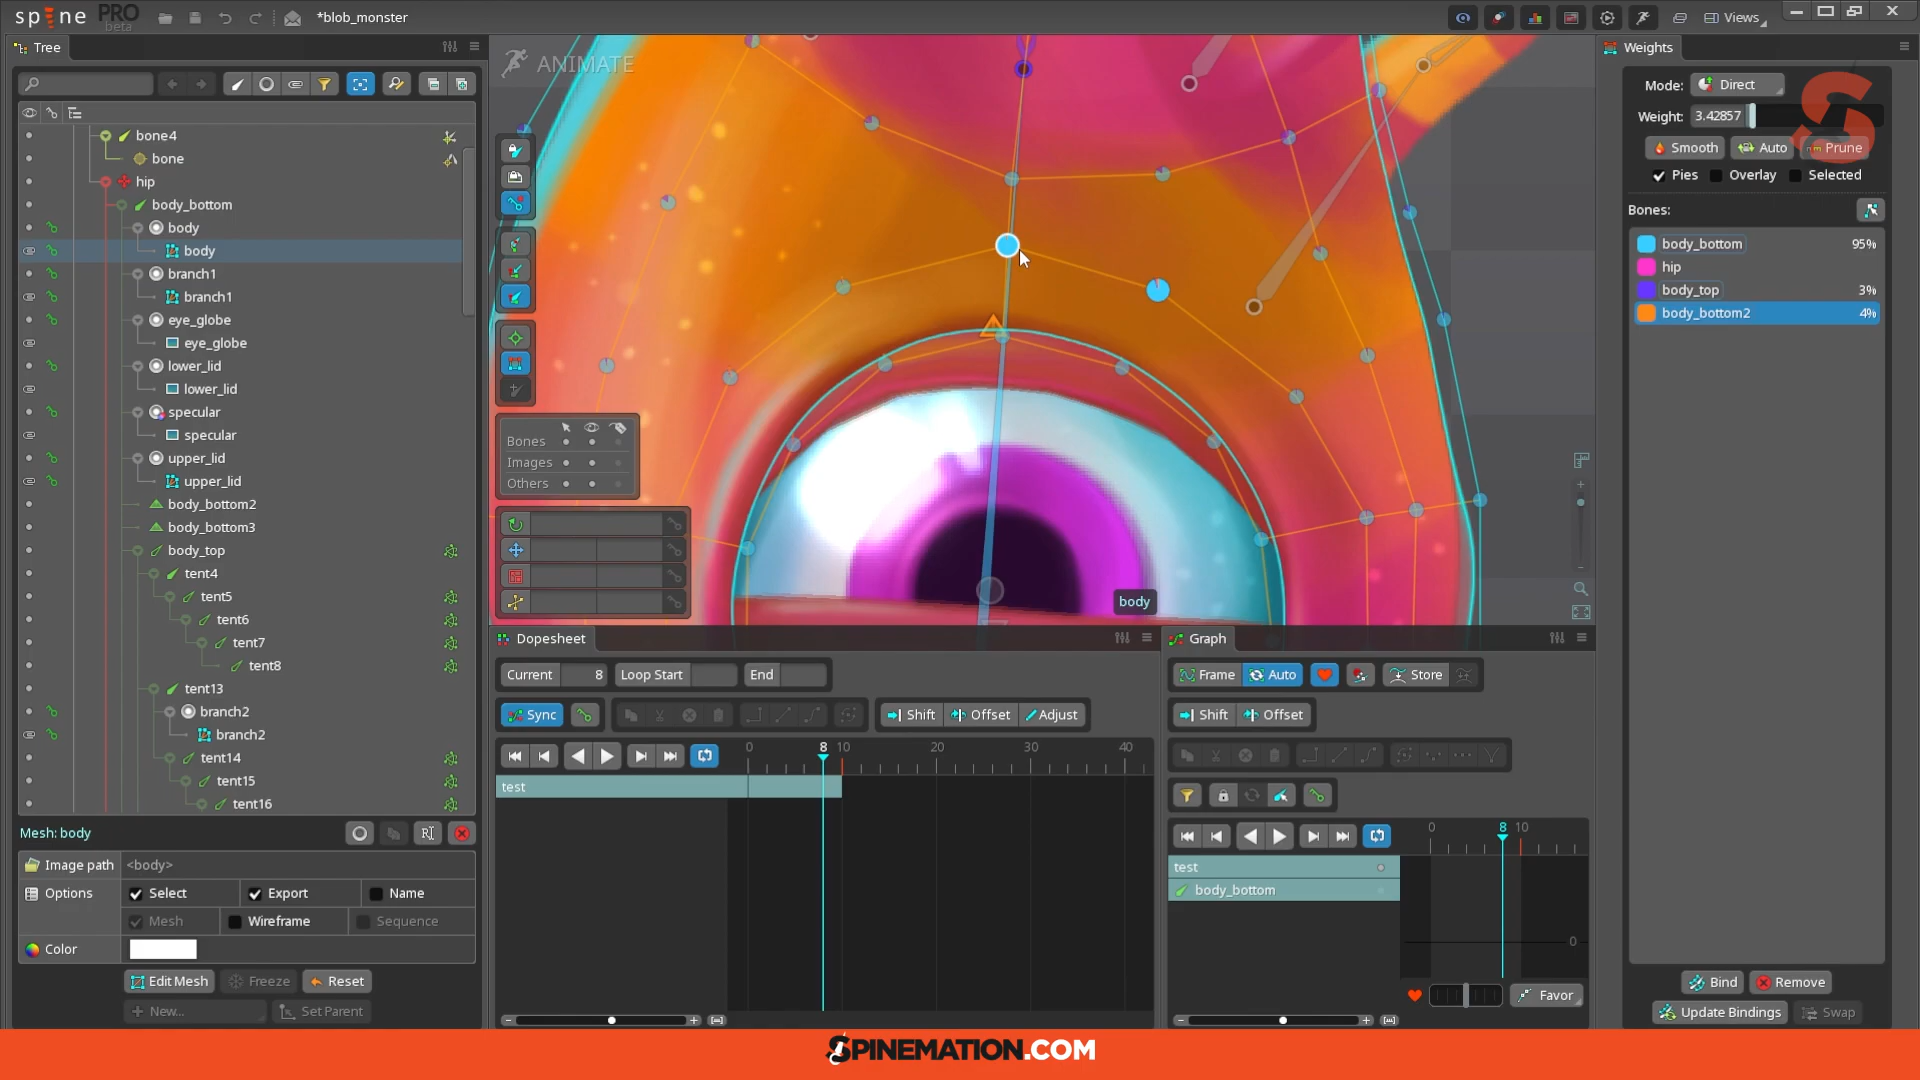 spine PRO beta
*blob_monster
Views
Tree
ANIMATE
Weights
Mode: Direct
Weight: 3.42857
Smooth Auto Prune
Pies Overlay Selected
Bones:
body_bottom 95%
hip
body_top 3%
body_bottom2 4%
bone4
bone
hip
body_bottom
body
body
branch1
branch1
eye_globe
eye_globe
lower_lid
lower_lid
specular
specular
upper_lid
upper_lid
body_bottom2
body_bottom3
body_top
tent4
tent5
tent6
tent7
tent8
tent13
branch2
branch2
tent14
tent15
tent16
Bones
Images
Others
body
Mesh: body
Image path <body>
Options Select Export Name
Mesh Wireframe Sequence
Color
Edit Mesh Freeze Reset
New... Set Parent
Dopesheet
Current 8 Loop Start End
Sync Shift Offset Adjust
0 8 10 20 30 40
test
Graph
Frame Auto Store
Shift Offset
0 8 10
test
body_bottom
0
Favor
Bind Remove
Update Bindings Swap
SPINEMATION.COM